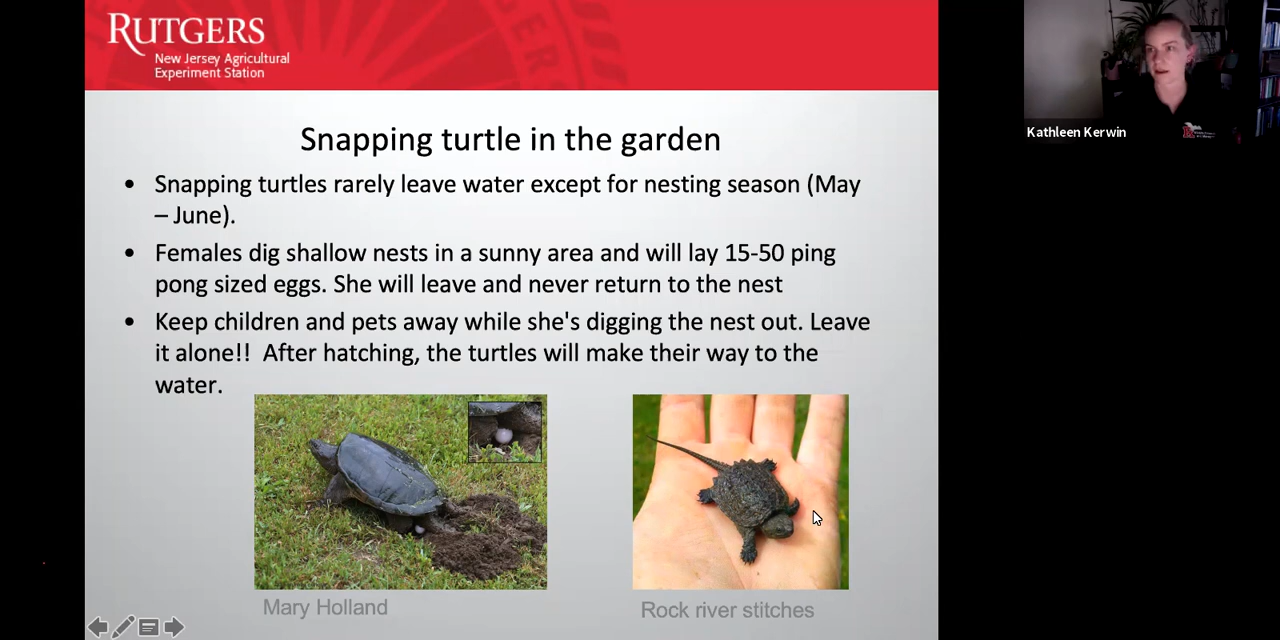 RUTGERS
New Jersey Agricultural
Experiment Station
Kathleen Kerwin
Snapping turtle in the garden
• Snapping turtles rarely leave water except for nesting season (May
– June).
• Females dig shallow nests in a sunny area and will lay 15-50 ping
pong sized eggs. She will leave and never return to the nest
• Keep children and pets away while she's digging the nest out. Leave
it alone!!  After hatching, the turtles will make their way to the
water.
Mary Holland
Rock river stitches